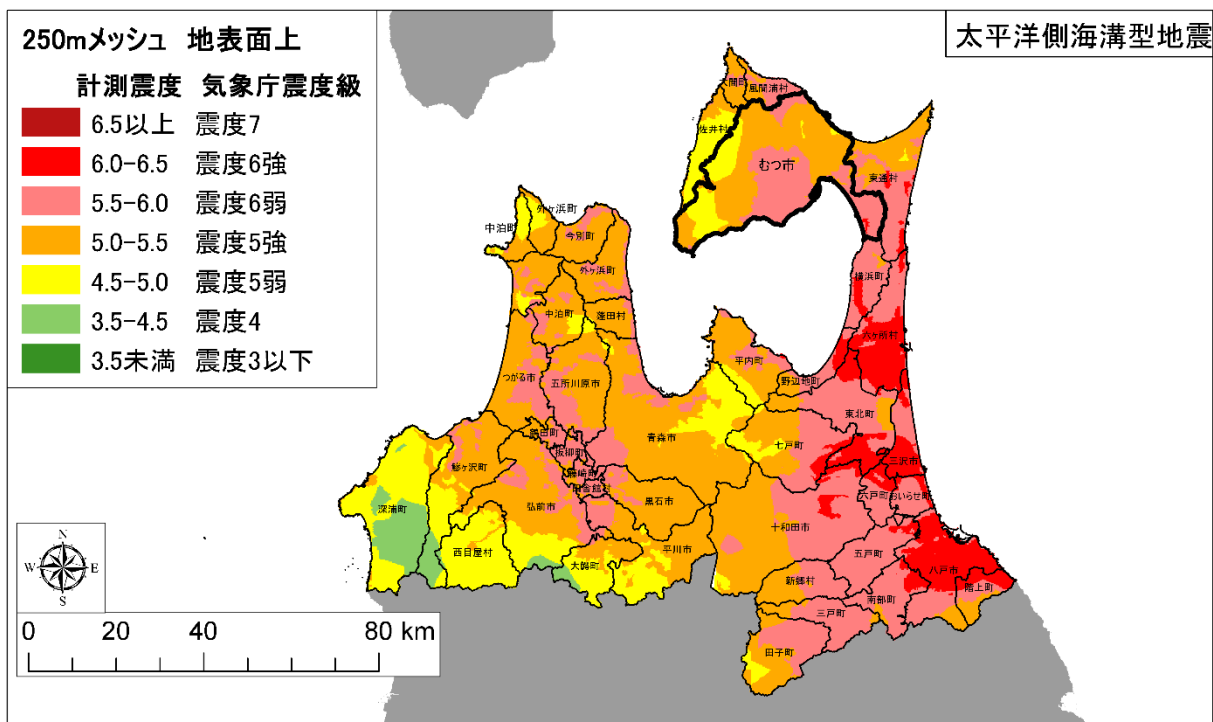 250mメッシュ 地表面上
計測震度 気象庁震度級
6.5以上 震度7
6.0-6.5 震度6強
5.5-6.0 震度6弱
5.0-5.5 震度5強
4.5-5.0 震度5弱
3.5-4.5 震度4
3.5未満 震度3以下
太平洋側海溝型地震
大間町
風間浦村
佐井村
むつ市
東通村
外ヶ浜町
中泊町
今別町
外ヶ浜町
横浜町
中泊町
蓬田村
六ヶ所村
平内町
つがる市
五所川原市
野辺地町
東北町
鶴田町
青森市
七戸町
板柳町
三沢市
鰺ヶ沢町
藤崎町
田舎館村
六戸町
おいらせ町
深浦町
弘前市
黒石市
十和田市
西目屋村
平川市
五戸町
大鰐町
八戸市
新郷村
階上町
南部町
三戸町
田子町
N
W
E
S
0
20
40
80 km